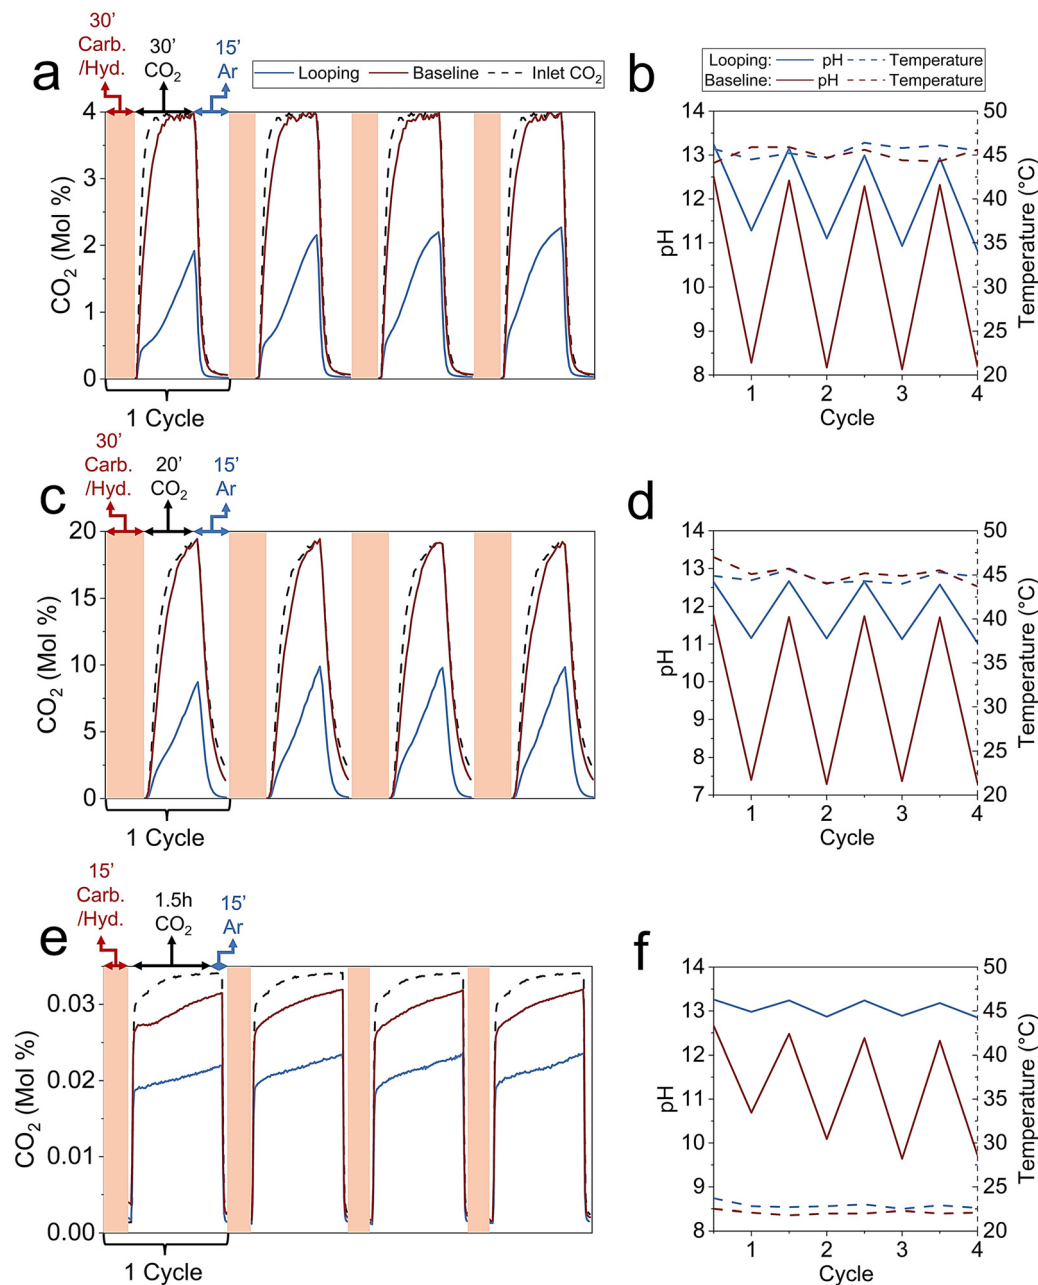 30’
Carb.
/Hyd.
30’
CO2
15’
Ar
a
Looping
Baseline
Inlet CO2
4
3
2
1
0
CO2 (Mol %)
1 Cycle
b
Looping: pH Temperature
Baseline: pH Temperature
14
13
12
11
10
9
8
pH
50
45
40
35
30
25
20
Temperature (°C)
1 2 3 4
Cycle
30’
Carb.
/Hyd.
20’
CO2
15’
Ar
c
20
15
10
5
0
CO2 (Mol %)
1 Cycle
d
14
13
12
11
10
9
8
7
pH
50
45
40
35
30
25
20
Temperature (°C)
1 2 3 4
Cycle
15’
Carb.
/Hyd.
1.5h
CO2
15’
Ar
e
0.03
0.02
0.01
0.00
CO2 (Mol %)
1 Cycle
f
14
13
12
11
10
9
8
pH
50
45
40
35
30
25
20
Temperature (°C)
1 2 3 4
Cycle